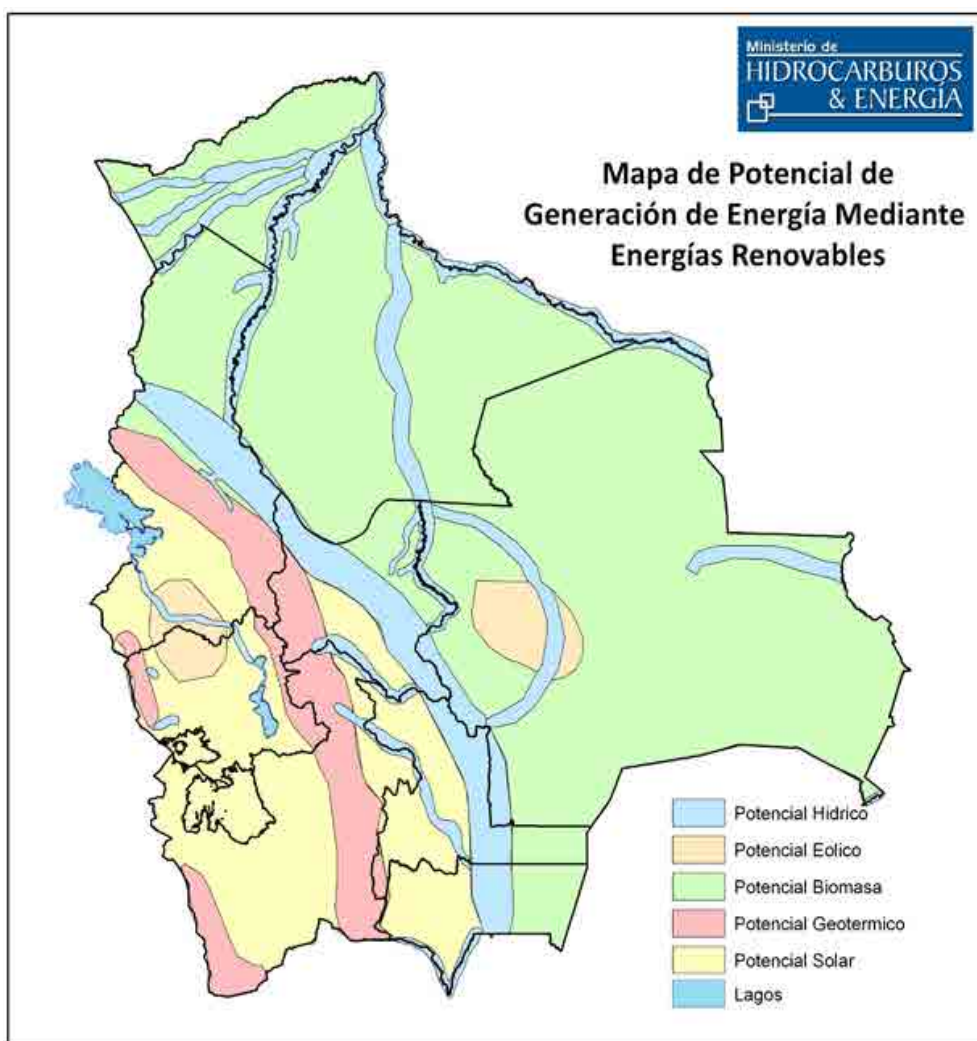 Ministerio de
HIDROCARBUROS
& ENERGÍA
Mapa de Potencial de
Generación de Energía Mediante
Energías Renovables
Potencial Hidrico
Potencial Eolico
Potencial Biomasa
Potencial Geotermico
Potencial Solar
Lagos